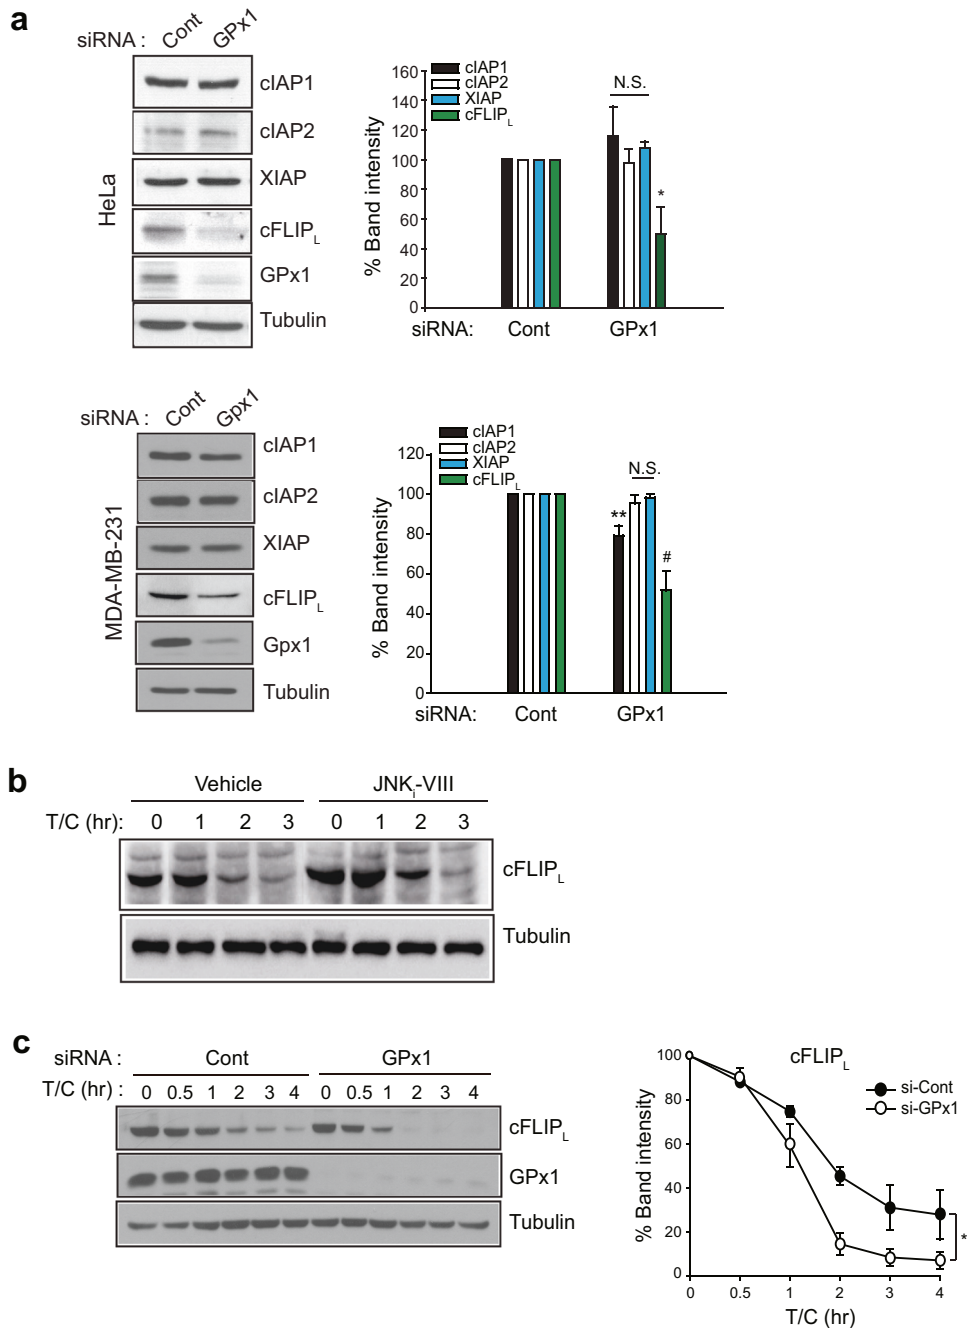 a
siRNA : Cont GPx1
HeLa
cIAP1
cIAP2
XIAP
cFLIPL
GPx1
Tubulin
cIAP1
cIAP2
XIAP
cFLIPL
% Band intensity
160
140
120
100
80
60
40
20
0
N.S.
*
siRNA: Cont GPx1
siRNA : Cont Gpx1
MDA-MB-231
cIAP1
cIAP2
XIAP
cFLIPL
Gpx1
Tubulin
cIAP1
cIAP2
XIAP
cFLIPL
% Band intensity
120
100
80
60
40
20
0
N.S.
**
#
siRNA: Cont GPx1
b
Vehicle JNKi-VIII
T/C (hr): 0 1 2 3 0 1 2 3
cFLIPL
Tubulin
c
siRNA : Cont GPx1
T/C (hr) : 0 0.5 1 2 3 4 0 0.5 1 2 3 4
cFLIPL
GPx1
Tubulin
cFLIPL
si-Cont
si-GPx1
% Band intensity
100
80
60
40
20
0
*
0 0.5 1 2 3 4
T/C (hr)